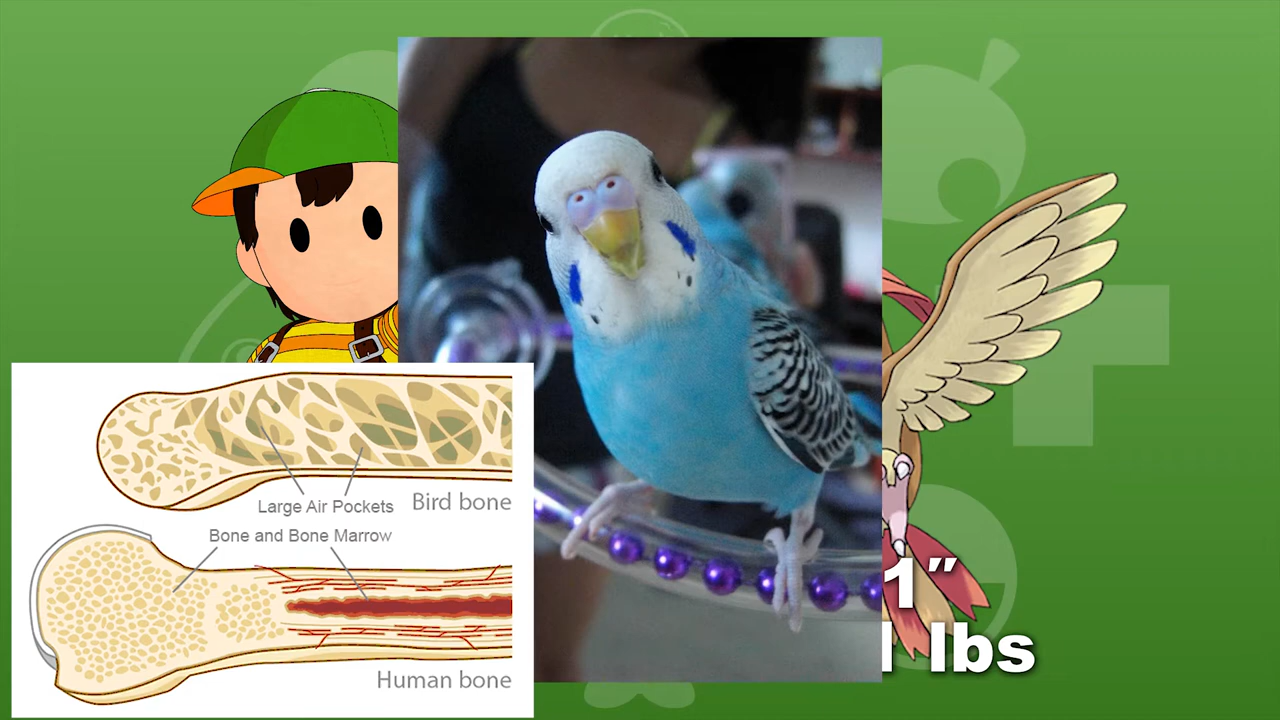 Large Air Pockets
Bird bone
Bone and Bone Marrow
Human bone
1″
lbs